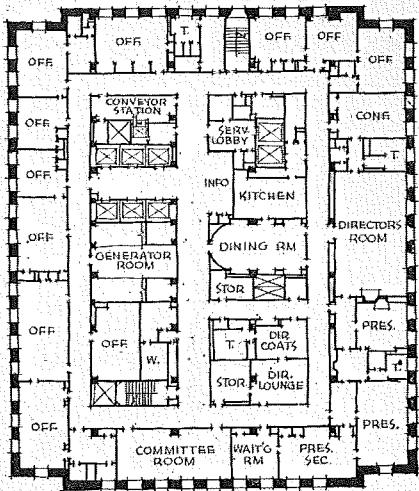 OFF.
T.
OFF.
OFF.
OFF.
OFF.
CONVEYOR
STATION
SERV.
LOBBY
CONF.
OFF.
T.
OFF.
INFO
KITCHEN
DIRECTORS
ROOM
OFF.
GENERATOR
ROOM
DINING RM
STOR.
OFF.
OFF.
W.
T.
DIR.
COATS
PRES.
T.
STOR.
DIR.
LOUNGE
OFF.
PRES.
COMMITTEE
ROOM
WAIT'G
RM
PRES.
SEC.